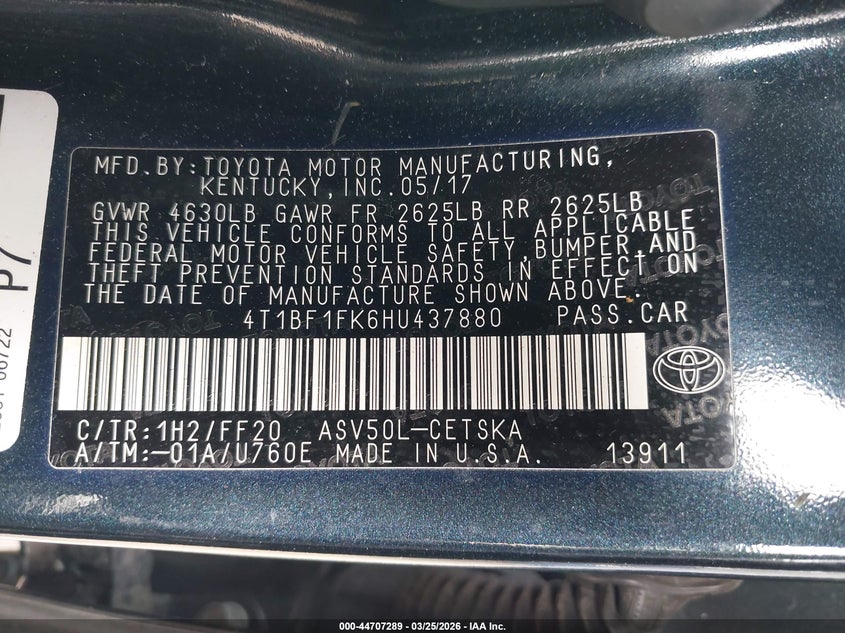 MFD.BY:TOYOTA MOTOR MANUFACTURING,
KENTUCKY,INC.05/17
GVWR 4630LB GAWR FR 2625LB RR 2625LB
THIS VEHICLE CONFORMS TO ALL APPLICABLE
FEDERAL MOTOR VEHICLE SAFETY,BUMPER,AND
THEFT PREVENTION STANDARDS IN EFFECT ON
THE DATE OF MANUFACTURE SHOWN ABOVE.
4T1BF1FK6HU437880 PASS.CAR
C/TR:1H2/FF20 ASV50L-CETSKA
A/TM:-01A/U760E MADE IN U.S.A. 13911
P7
TOYOTA
000-44707289 - 03/25/2026 - IAA Inc.